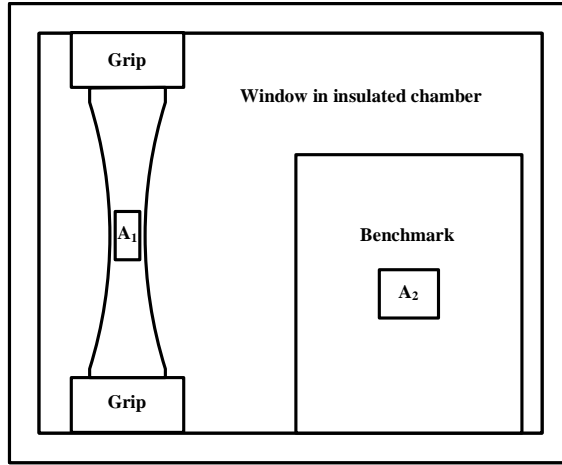 Grip
Window in insulated chamber
A₁
Benchmark
A₂
Grip